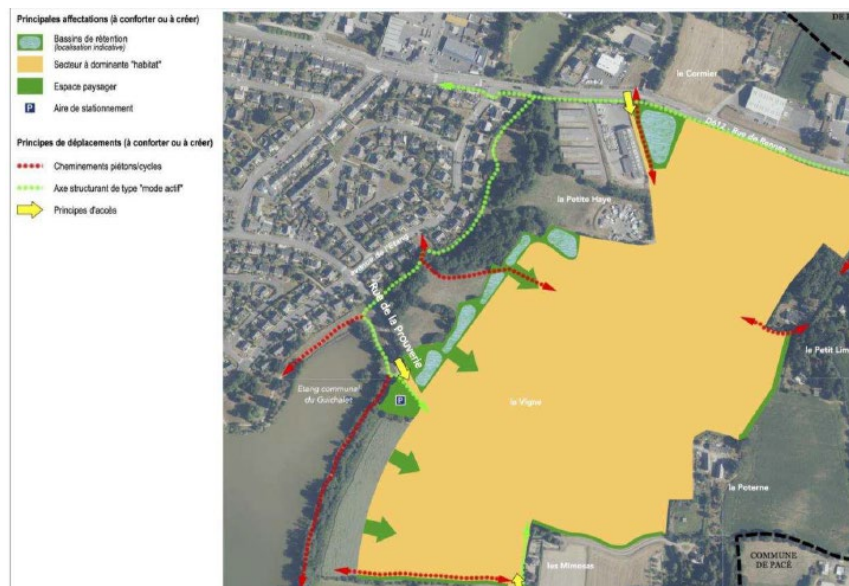 Principales affectations (à conforter ou à créer)
Bassins de rétention
(localisation indicative)
Secteur à dominante "habitat"
Espace paysager
P
Aire de stationnement
Principes de déplacements (à conforter ou à créer)
Cheminements piétons/cycles
Axe structurant de type "mode actif"
Principes d'accès
le Cormier
Rue de Rennes
la Petite Haye
Rue de la Prouverie
Etang communal
du Guichalet
P
la Vigne
le Petit Lim
la Poterne
les Mimosas
COMMUNE
DE PACÉ